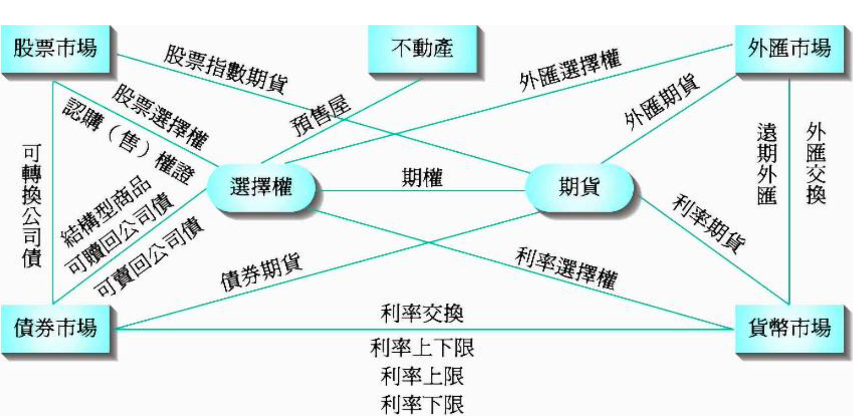 股票市場
不動產
外匯市場
股票指數期貨
外匯選擇權
股票選擇權
認購（售）權證
預售屋
外匯期貨
可轉換公司債
遠期外匯
外匯交換
選擇權
期權
期貨
結構型商品
可贖回公司債
可賣回公司債
債券期貨
利率選擇權
利率期貨
債券市場
利率交換
貨幣市場
利率上下限
利率上限
利率下限